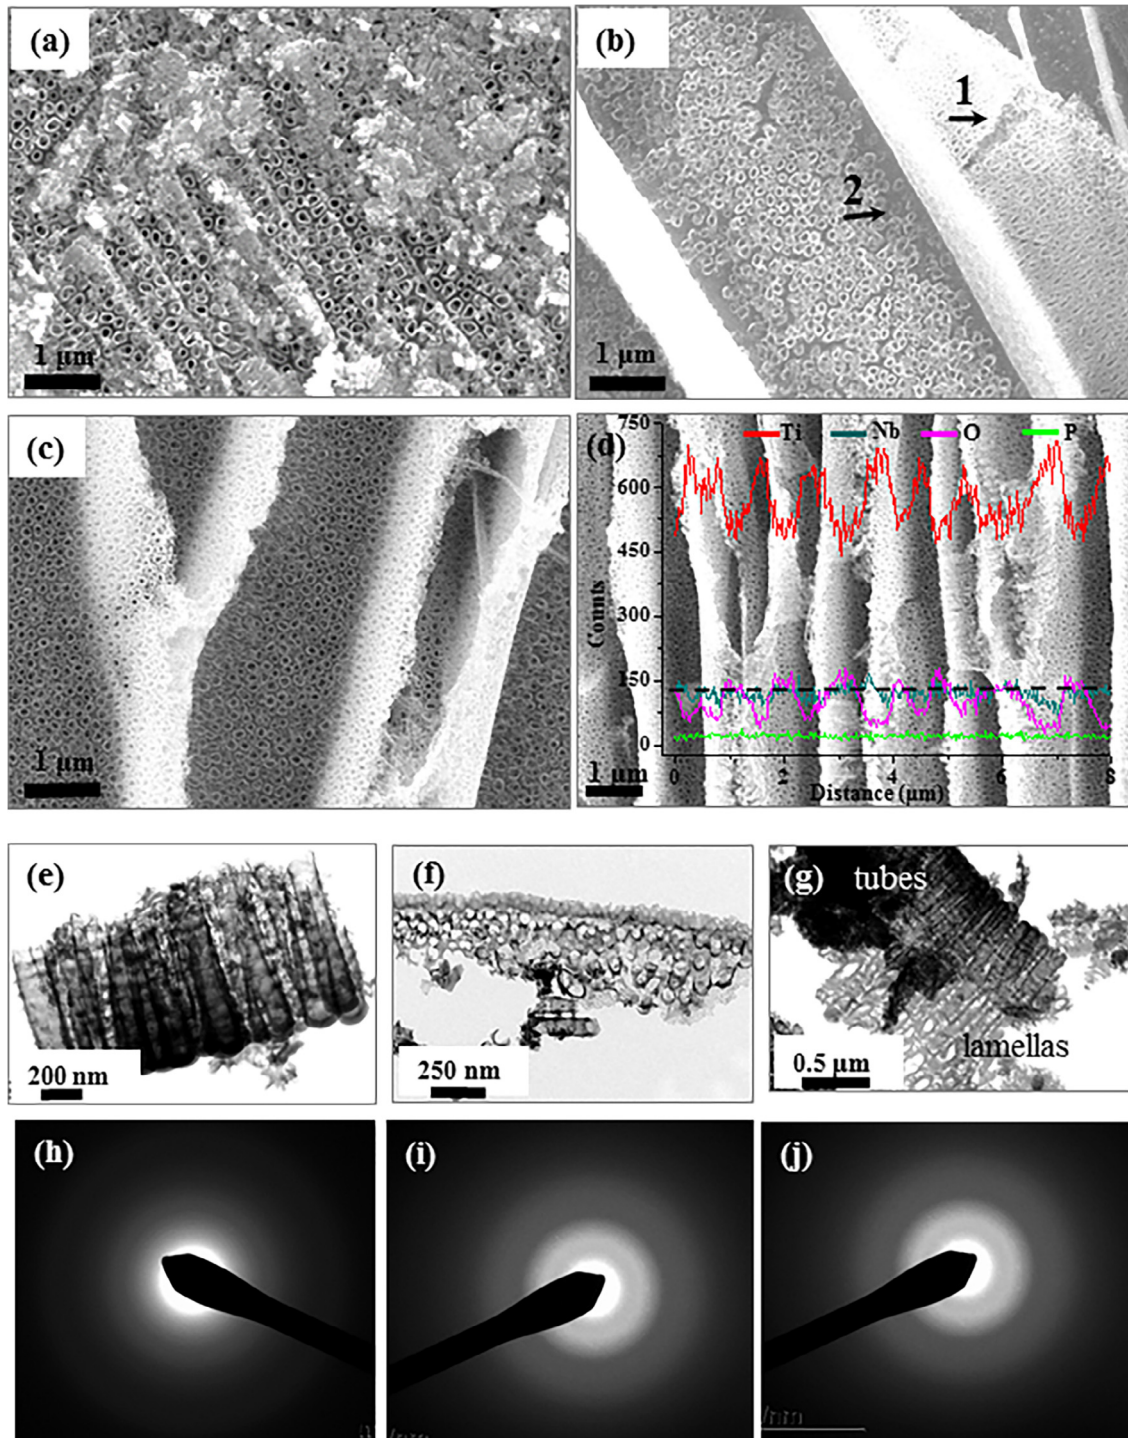 (a)
1 μm
(b)
1
2
1 μm
(c)
1 μm
(d)
750
600
450
300
150
0
Counts
Ti
Nb
O
P
0
2
4
6
8
Distance (μm)
1 μm
(e)
200 nm
(f)
250 nm
(g)
tubes
lamellas
0.5 μm
(h)
(i)
(j)
/nm